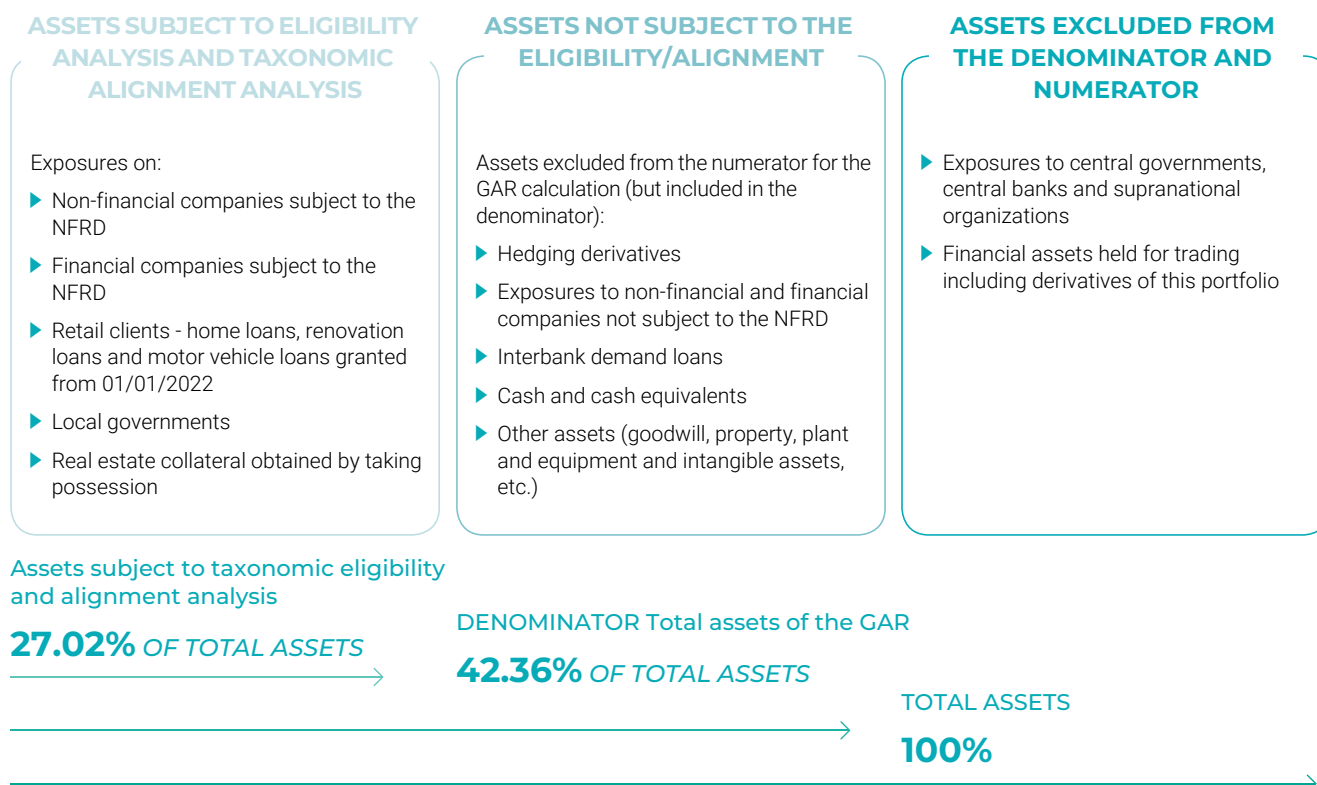 ASSETS SUBJECT TO ELIGIBILITY
ANALYSIS AND TAXONOMIC
ALIGNMENT ANALYSIS
Exposures on:
Non-financial companies subject to the
NFRD
Financial companies subject to the
NFRD
Retail clients - home loans, renovation
loans and motor vehicle loans granted
from 01/01/2022
Local governments
Real estate collateral obtained by taking
possession
ASSETS NOT SUBJECT TO THE
ELIGIBILITY/ALIGNMENT
Assets excluded from the numerator for the
GAR calculation (but included in the
denominator):
Hedging derivatives
Exposures to non-financial and financial
companies not subject to the NFRD
Interbank demand loans
Cash and cash equivalents
Other assets (goodwill, property, plant
and equipment and intangible assets,
etc.)
ASSETS EXCLUDED FROM
THE DENOMINATOR AND
NUMERATOR
Exposures to central governments,
central banks and supranational
organizations
Financial assets held for trading
including derivatives of this portfolio
Assets subject to taxonomic eligibility
and alignment analysis
27.02% OF TOTAL ASSETS
DENOMINATOR Total assets of the GAR
42.36% OF TOTAL ASSETS
TOTAL ASSETS
100%